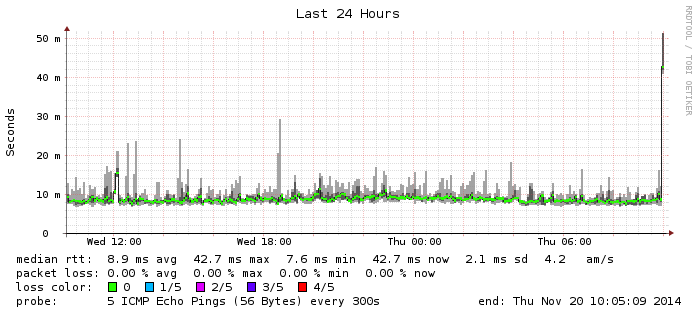 Last 24 Hours
RRDTOOL / TOBI OETIKER
Seconds
50 m
40 m
30 m
20 m
10 m
0
Wed 12:00 Wed 18:00 Thu 00:00 Thu 06:00
median rtt: 8.9 ms avg 42.7 ms max 7.6 ms min 42.7 ms now 2.1 ms sd 4.2 am/s
packet loss: 0.00 % avg 0.00 % max 0.00 % min 0.00 % now
loss color: 0 1/5 2/5 3/5 4/5
probe: 5 ICMP Echo Pings (56 Bytes) every 300s end: Thu Nov 20 10:05:09 2014